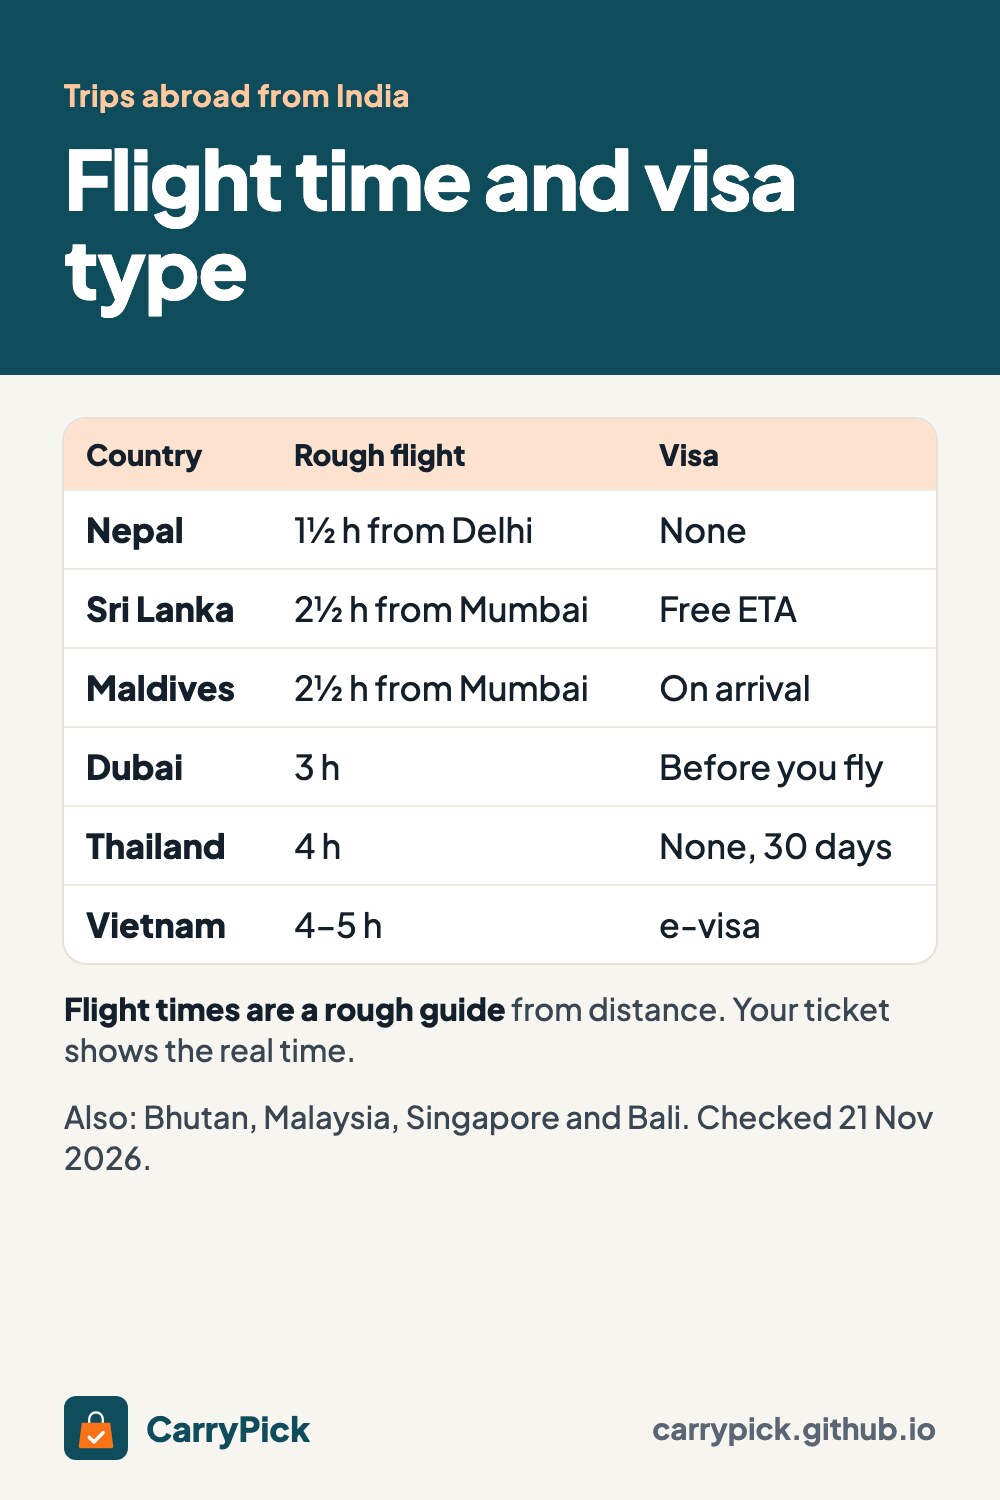 Trips abroad from India
Flight time and visa
type
Country Rough flight Visa
Nepal 1½ h from Delhi None
Sri Lanka 2½ h from Mumbai Free ETA
Maldives 2½ h from Mumbai On arrival
Dubai 3 h Before you fly
Thailand 4 h None, 30 days
Vietnam 4–5 h e-visa
Flight times are a rough guide from distance. Your ticket
shows the real time.
Also: Bhutan, Malaysia, Singapore and Bali. Checked 21 Nov
2026.
CarryPick carrypick.github.io